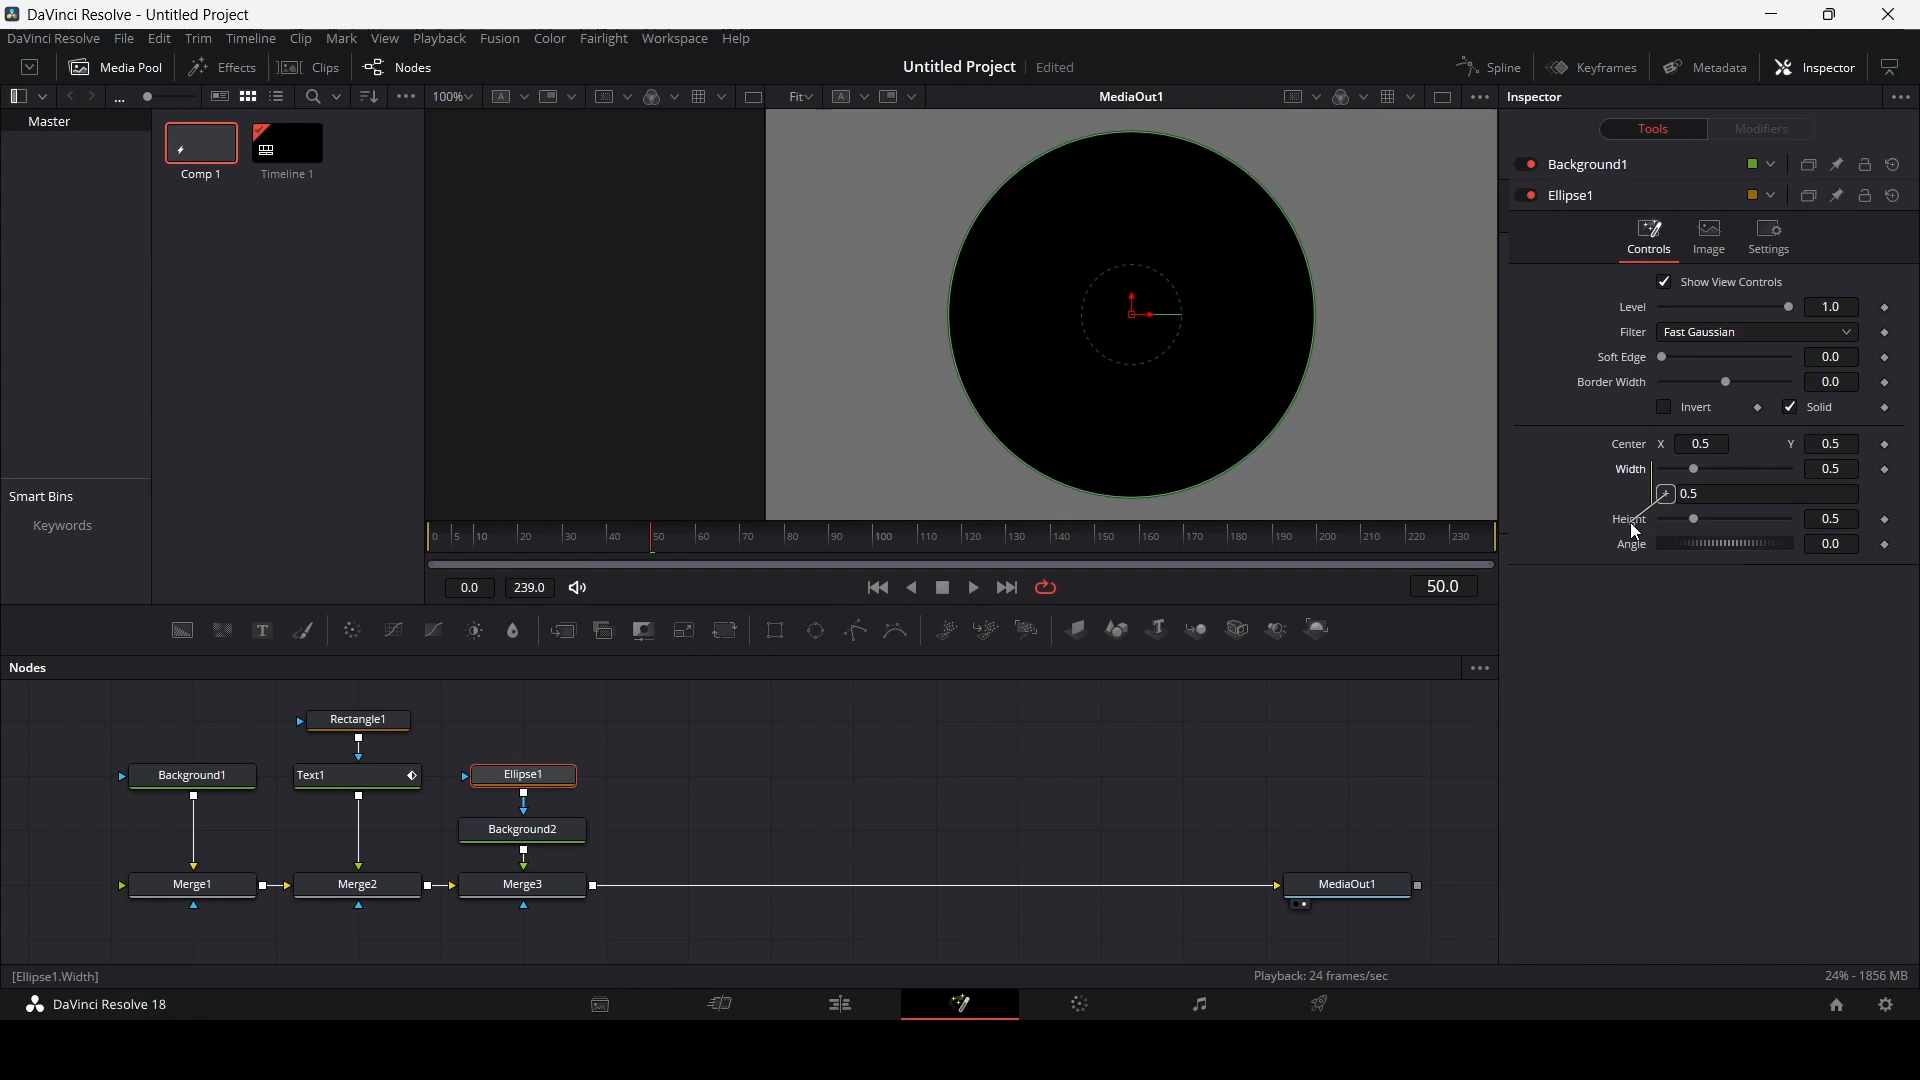 DaVinci Resolve - Untitled Project
DaVinci Resolve File Edit Trim Timeline Clip Mark View Playback Fusion Color Fairlight Workspace Help
Media Pool Effects Clips Nodes Untitled Project Edited Spline Keyframes Metadata Inspector
... 100% Fit MediaOut1 Inspector
Master
Comp 1 Timeline 1
Smart Bins
Keywords
Tools Modifiers
Background1
Ellipse1
Controls Image Settings
Show View Controls
Level 1.0
Filter Fast Gaussian
Soft Edge 0.0
Border Width 0.0
Invert Solid
Center X 0.5 Y 0.5
Width 0.5
0.5
Height 0.5
Angle 0.0
0 5 10 20 30 40 50 60 70 80 90 100 110 120 130 140 150 160 170 180 190 200 210 220 230
0.0 239.0 50.0
Nodes
Rectangle1
Background1 Text1 Ellipse1
Background2
Merge1 Merge2 Merge3 MediaOut1
[Ellipse1.Width] Playback: 24 frames/sec 24% - 1856 MB
DaVinci Resolve 18